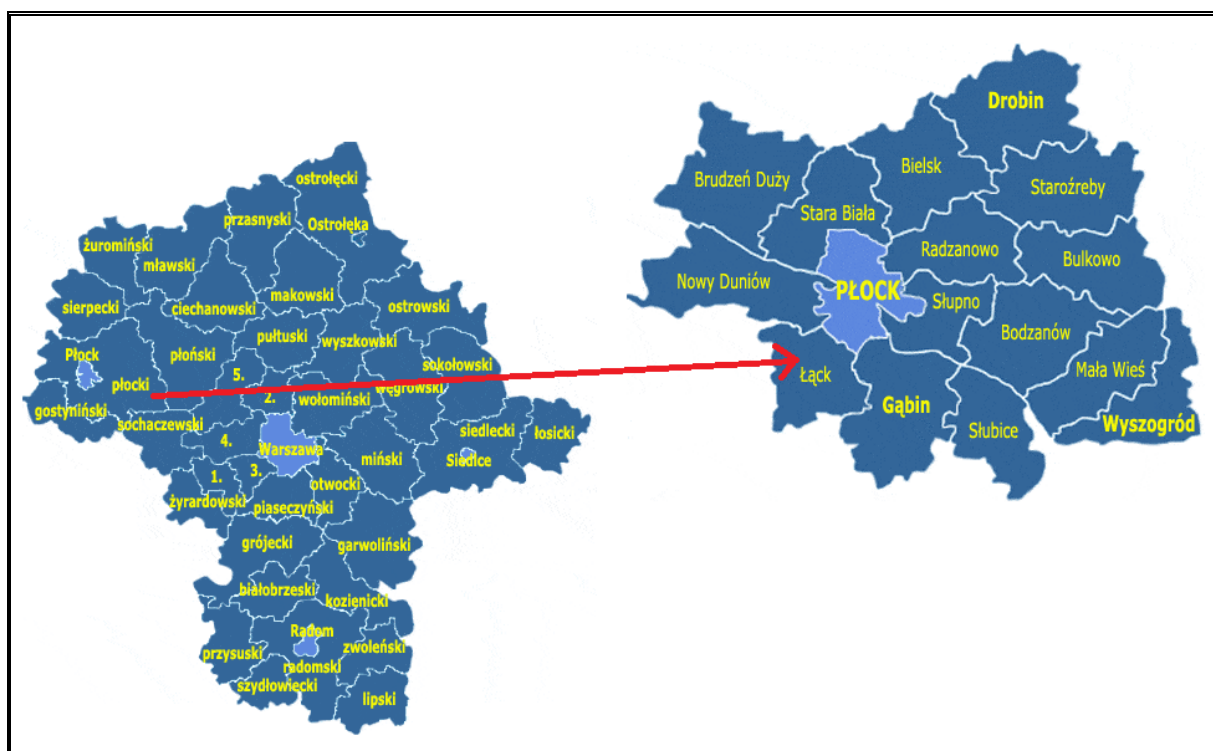 ostrołęcki
przasnyski
Ostrołęka
żuromiński
mławski
makowski
ciechanowski
ostrowski
sierpecki
pułtuski
wyszkowski
Płock
płoński
sokołowski
5.
płocki
węgrowski
2.
wołomiński
gostyniński
sochaczewski
siedlecki
łosicki
4.
Warszawa
miński
Siedlce
3.
1.
otwocki
żyrardowski
piaseczyński
grójecki
garwoliński
białobrzeski
kozienicki
Radom
zwoleński
przysuski
radomski
szydłowiecki
lipski
Drobin
Bielsk
Brudzeń Duży
Staroźreby
Stara Biała
Radzanowo
Bulkowo
Nowy Duniów
PŁOCK
Słupno
Bodzanów
Mała Wieś
Łąck
Gąbin
Wyszogród
Słubice